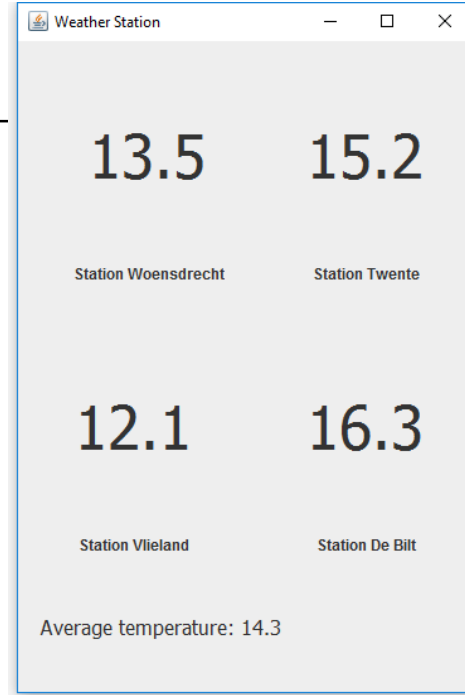 Weather Station
13.5 15.2
Station Woensdrecht Station Twente
12.1 16.3
Station Vlieland Station De Bilt
Average temperature: 14.3